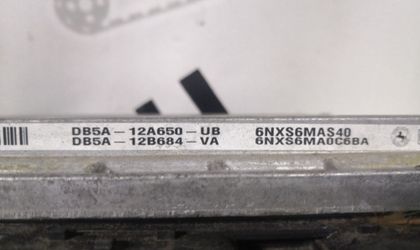 DB5A-12A650-UB 6NXS6MAS40
DB5A-12B684-VA 6NXS6MA0C6BA